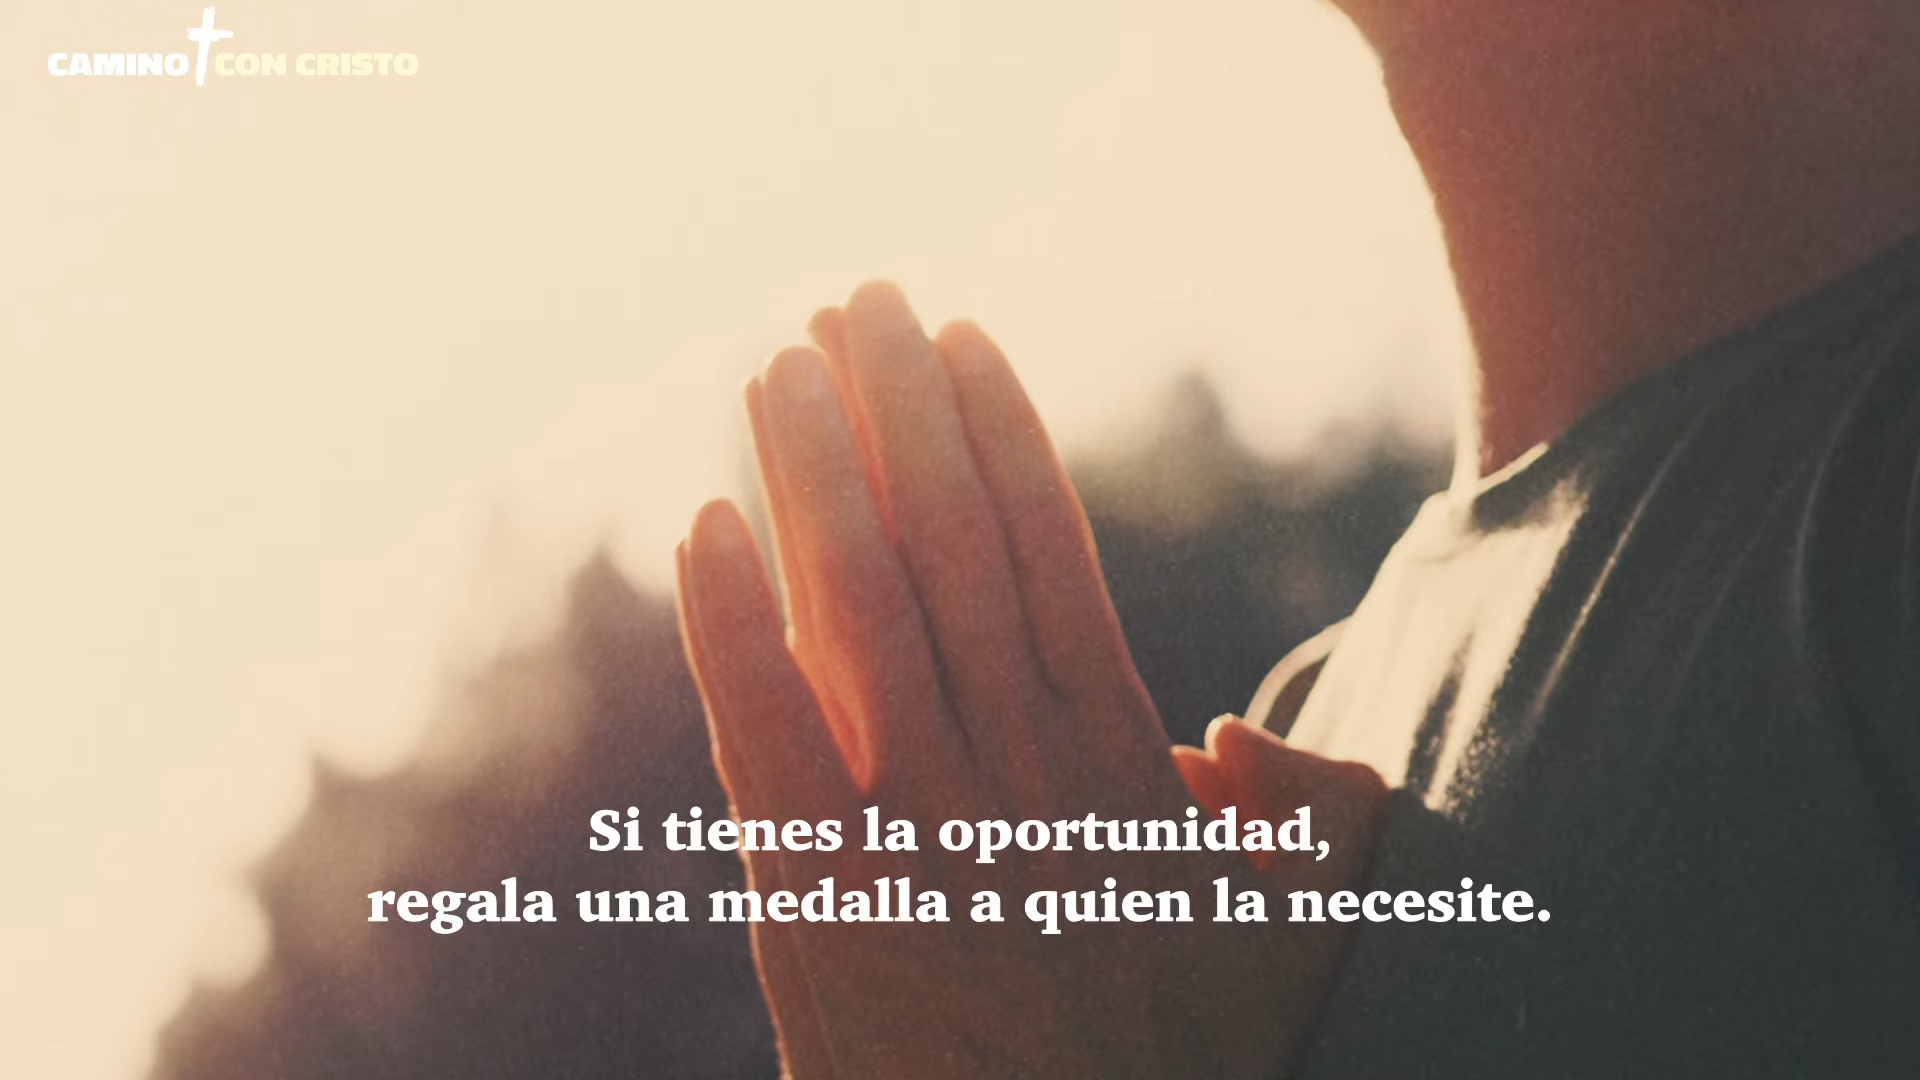 CAMINO CON CRISTO
Si tienes la oportunidad,
regala una medalla a quien la necesite.